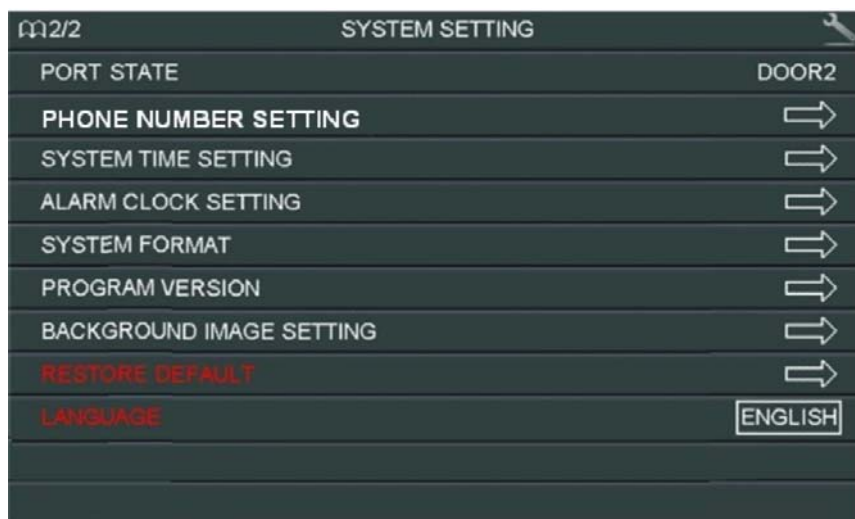 2/2 SYSTEM SETTING
PORT STATE DOOR2
PHONE NUMBER SETTING
SYSTEM TIME SETTING
ALARM CLOCK SETTING
SYSTEM FORMAT
PROGRAM VERSION
BACKGROUND IMAGE SETTING
RESTORE DEFAULT
LANGUAGE ENGLISH